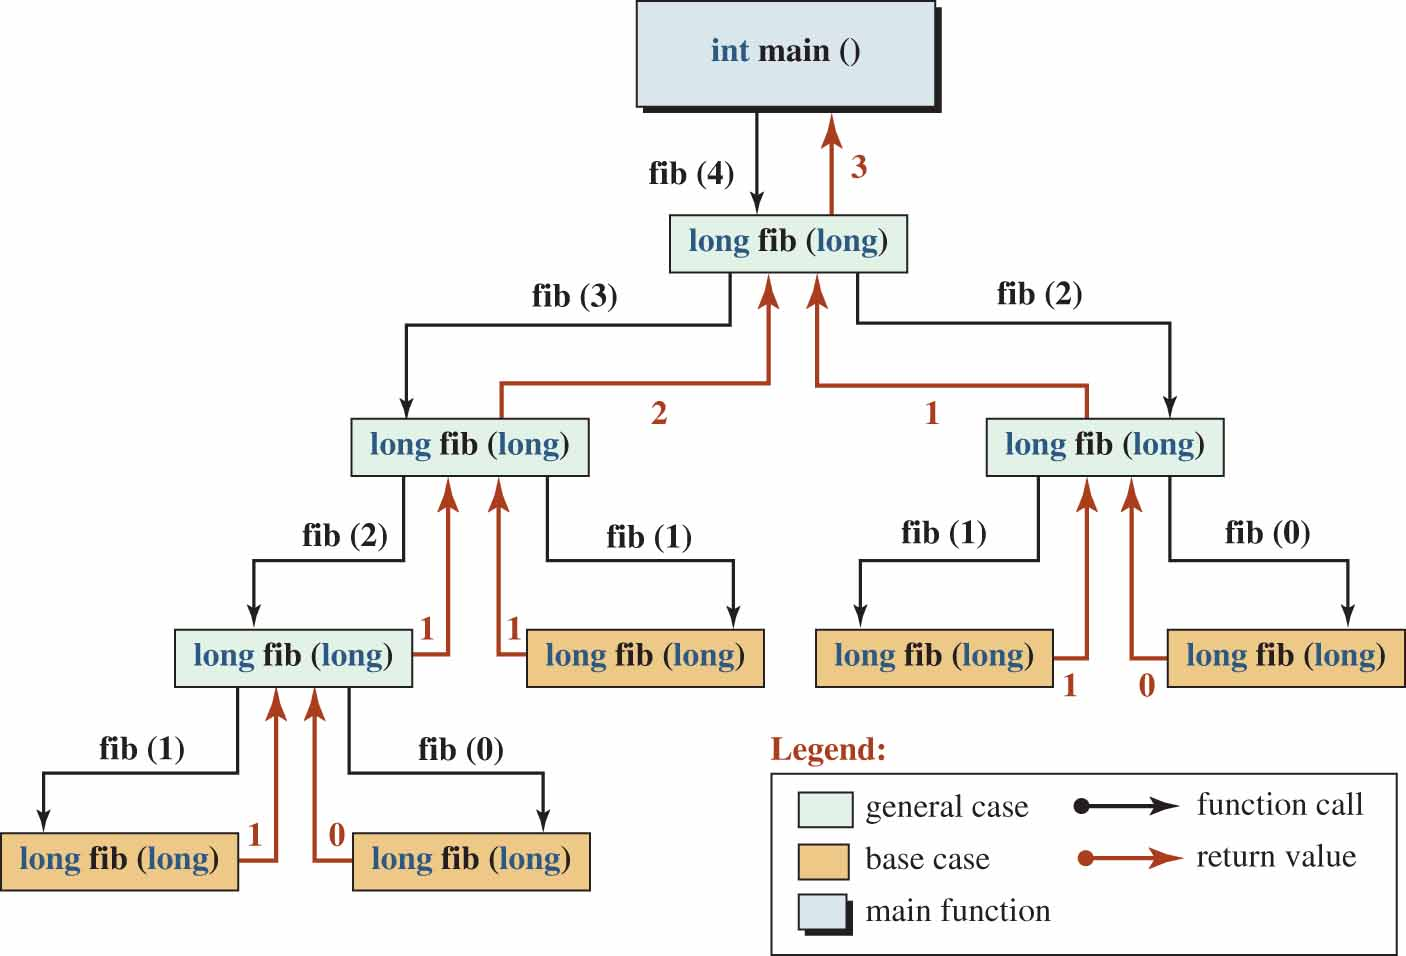 int main ()
fib (4)
3
long fib (long)
fib (3)
fib (2)
2
1
long fib (long)
long fib (long)
fib (2)
fib (1)
fib (1)
fib (0)
1
1
long fib (long)
long fib (long)
long fib (long)
long fib (long)
1
0
fib (1)
fib (0)
1
0
long fib (long)
long fib (long)
Legend:
general case
function call
base case
return value
main function